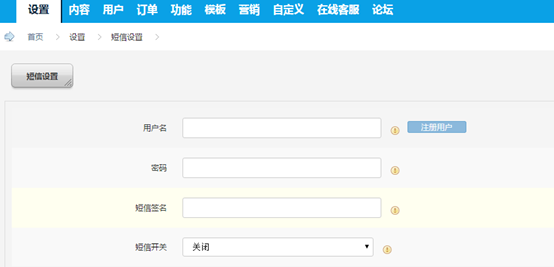 设置 内容 用户 订单 功能 模板 营销 自定义 在线客服 论坛
首页 设置 短信设置
短信设置
用户名 注册用户
密码
短信签名
短信开关 关闭